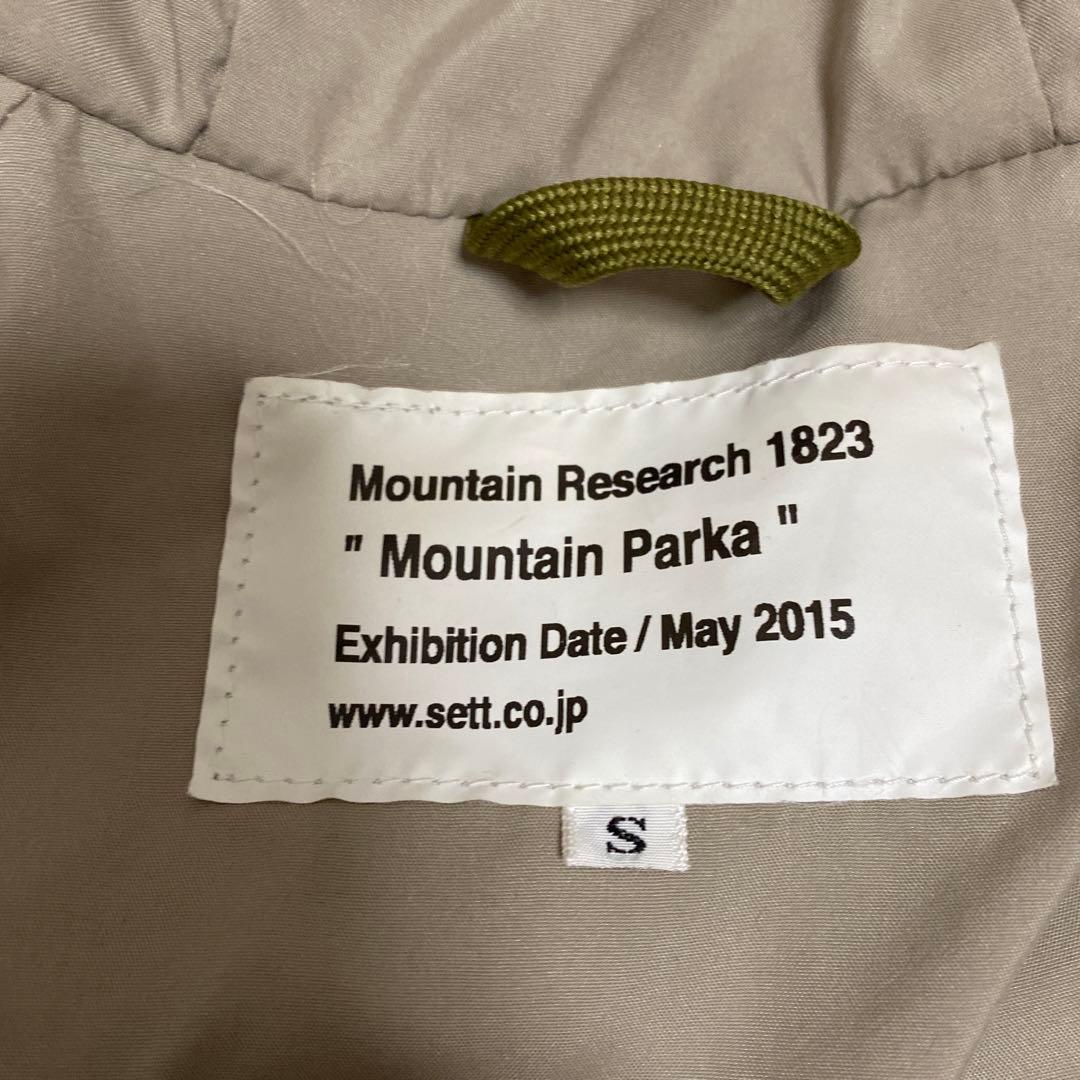 Mountain Research 1823
" Mountain Parka "
Exhibition Date / May 2015
www.sett.co.jp
S